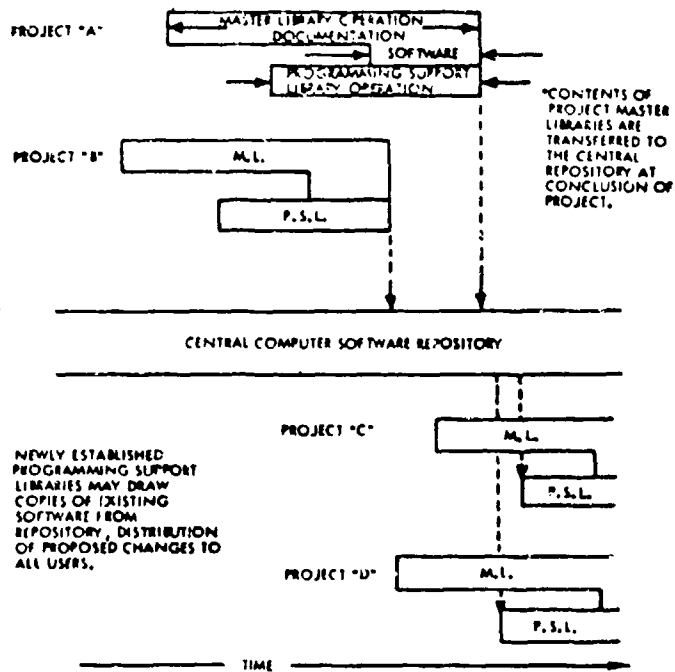 PROJECT "A"
MASTER LIBRARY OPERATION
DOCUMENTATION
SOFTWARE
PROGRAMMING SUPPORT
LIBRARY OPERATION
*CONTENTS OF
PROJECT MASTER
LIBRARIES ARE
TRANSFERRED TO
THE CENTRAL
REPOSITORY AT
CONCLUSION OF
PROJECT.
PROJECT "B"
M.L.
P.S.L.
CENTRAL COMPUTER SOFTWARE REPOSITORY
PROJECT "C"
M.L.
P.S.L.
NEWLY ESTABLISHED
PROGRAMMING SUPPORT
LIBRARIES MAY DRAW
COPIES OF EXISTING
SOFTWARE FROM
REPOSITORY, DISTRIBUTION
OF PROPOSED CHANGES TO
ALL USERS.
PROJECT "D"
M.L.
P.S.L.
TIME